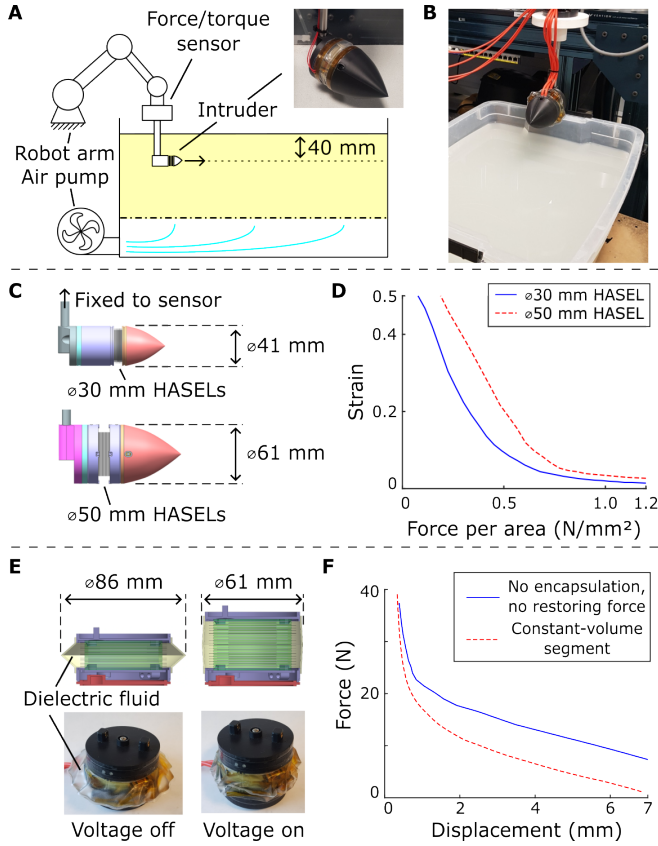 A
Force/torque
sensor
Intruder
40 mm
Robot arm
Air pump
B
C
Fixed to sensor
⌀41 mm
⌀30 mm HASELs
⌀61 mm
⌀50 mm HASELs
D
⌀30 mm HASEL
⌀50 mm HASEL
0.5
0.4
0.2
0
Strain
0
0.5
1.0
1.2
Force per area (N/mm²)
E
⌀86 mm
⌀61 mm
Dielectric fluid
Voltage off
Voltage on
F
No encapsulation,
no restoring force
Constant-volume
segment
40
20
0
Force (N)
0
2
4
6
7
Displacement (mm)